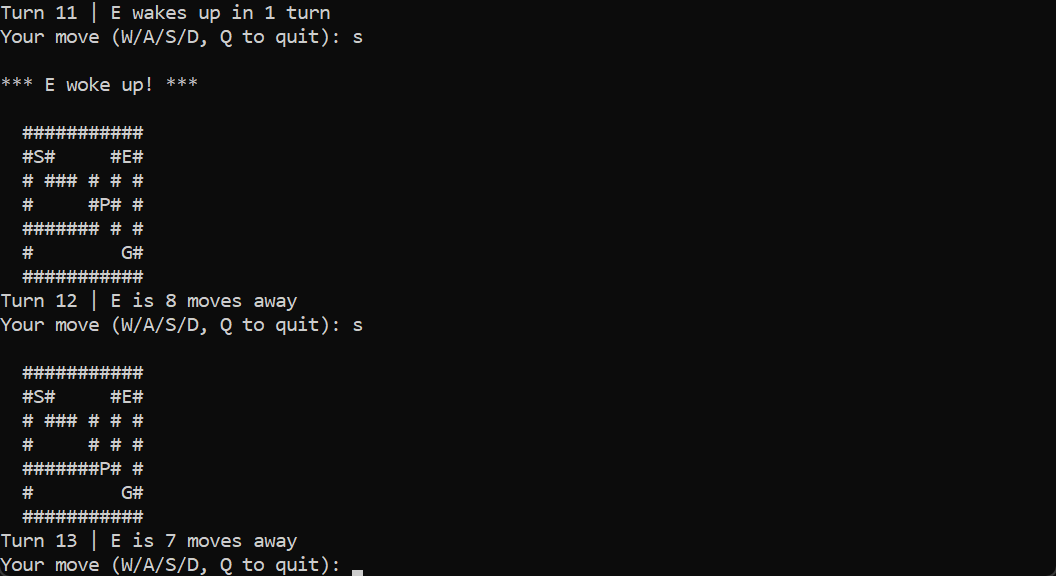 Turn 11 | E wakes up in 1 turn
Your move (W/A/S/D, Q to quit): s

*** E woke up! ***

  ###########
  #S#     #E#
  # ### # # #
  #     #P# #
  ####### # #
  #        G#
  ###########
Turn 12 | E is 8 moves away
Your move (W/A/S/D, Q to quit): s

  ###########
  #S#     #E#
  # ### # # #
  #     # # #
  #######P# #
  #        G#
  ###########
Turn 13 | E is 7 moves away
Your move (W/A/S/D, Q to quit):